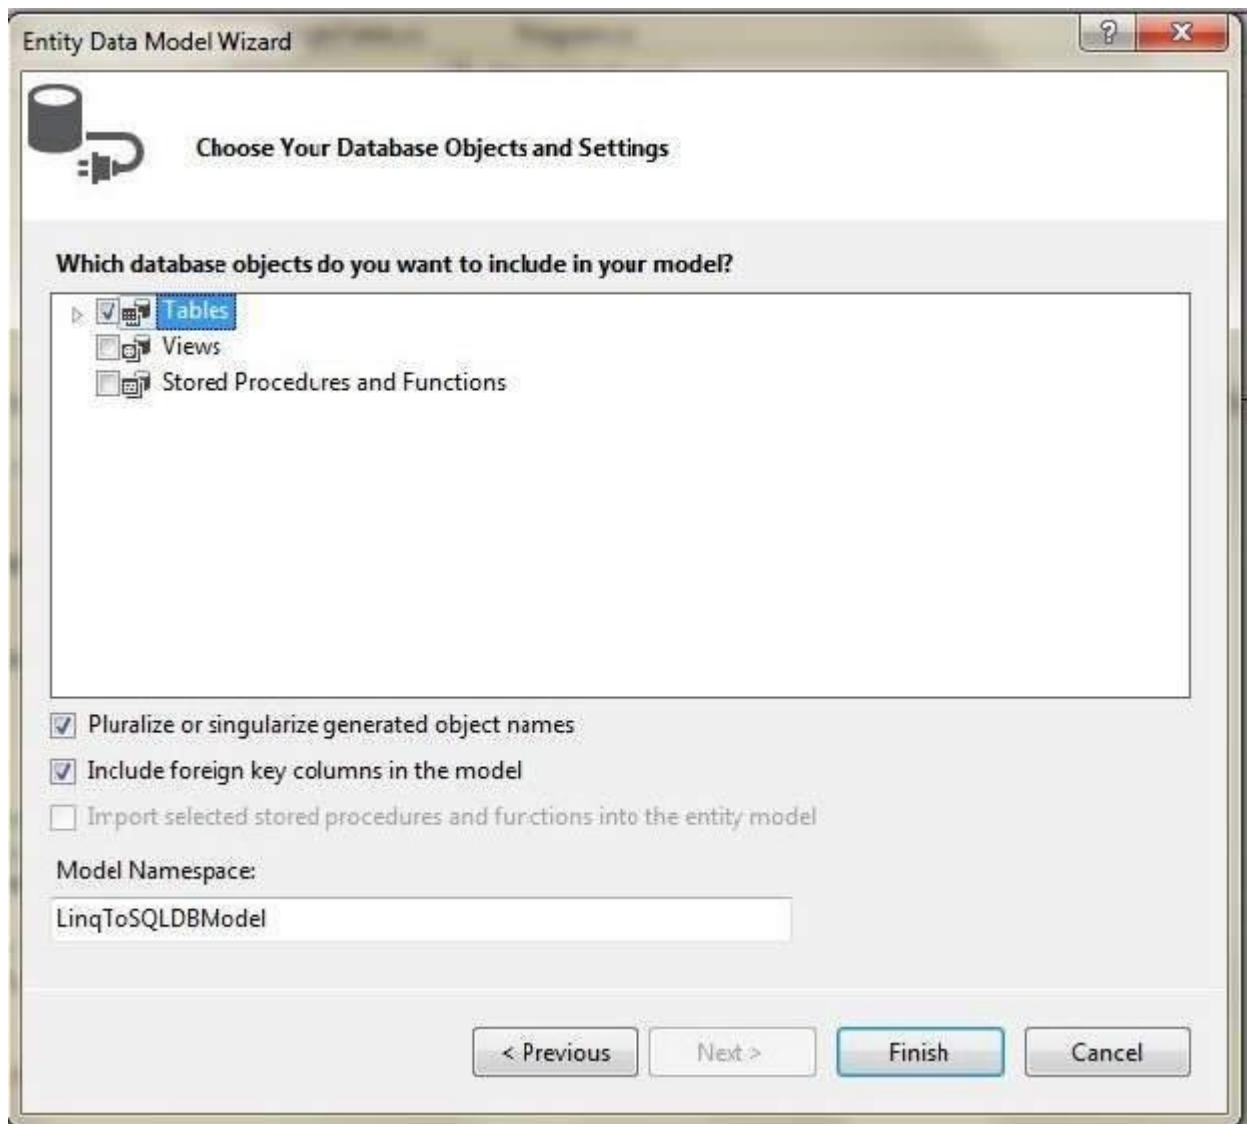 Entity Data Model Wizard
Choose Your Database Objects and Settings
Which database objects do you want to include in your model?
Tables
Views
Stored Procedures and Functions
Pluralize or singularize generated object names
Include foreign key columns in the model
Import selected stored procedures and functions into the entity model
Model Namespace:
LinqToSQLDBModel
< Previous Next > Finish Cancel